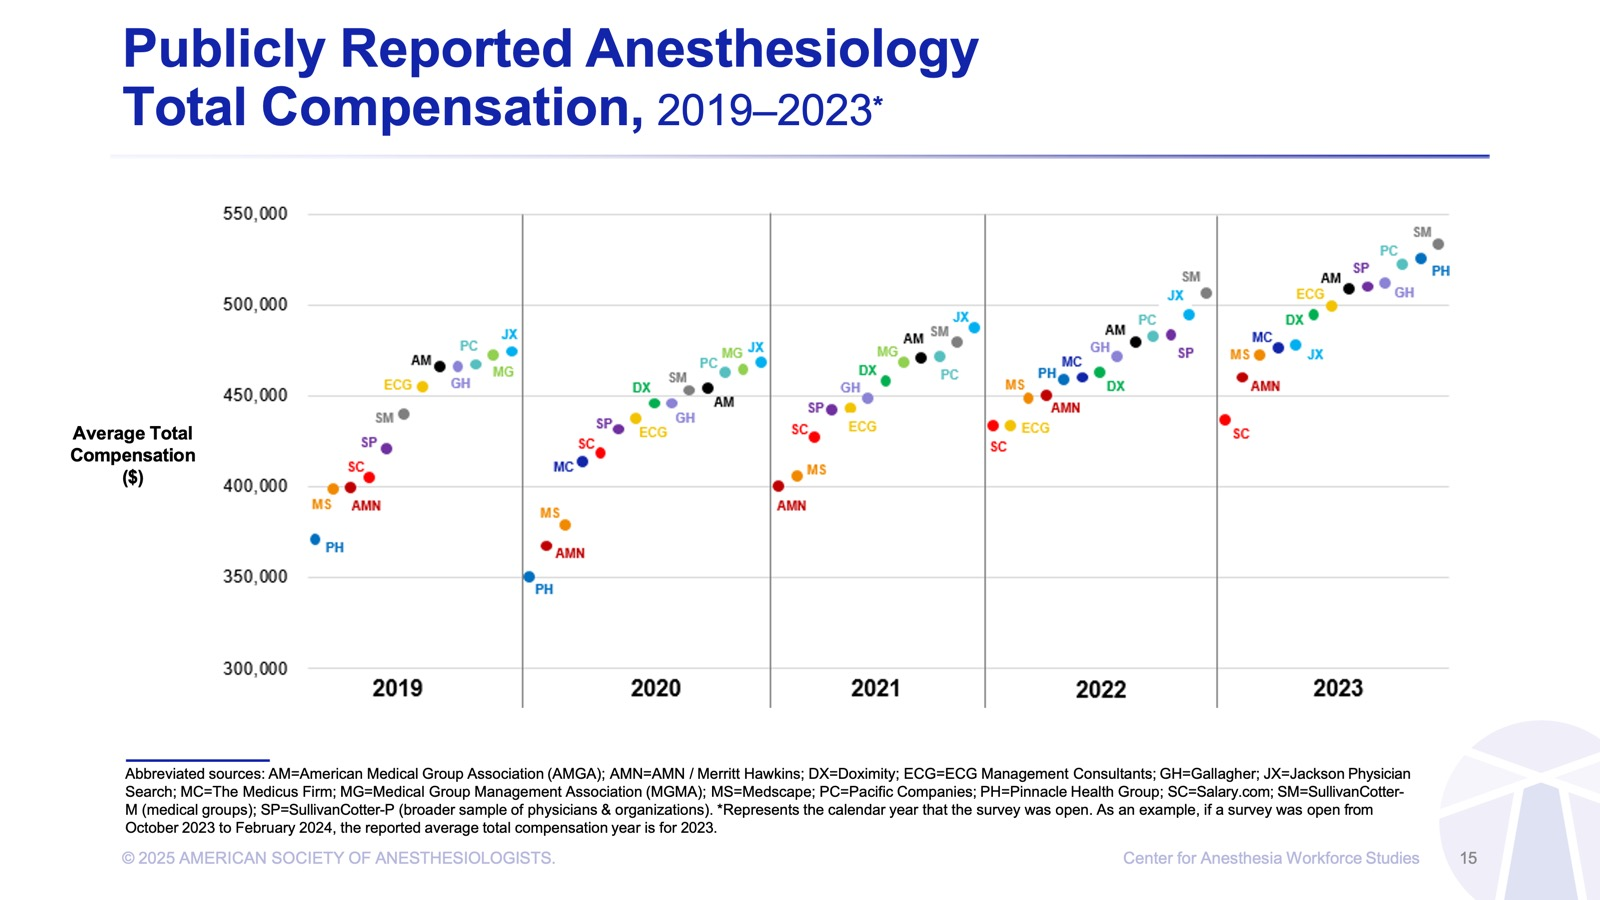 Publicly Reported Anesthesiology
Total Compensation, 2019–2023*
Average Total
Compensation
($)
550,000
500,000
450,000
400,000
350,000
300,000
PH
MS
AMN
SC
SP
SM
ECG
AM
GH
PC
MG
JX
2019
PH
AMN
MS
MC
SC
SP
ECG
DX
GH
SM
AM
PC
MG
JX
2020
AMN
MS
SC
SP
ECG
GH
DX
MG
AM
PC
SM
JX
2021
SC
ECG
MS
AMN
PH
MC
DX
GH
AM
PC
SP
JX
SM
2022
SC
AMN
MS
MC
JX
DX
ECG
AM
SP
GH
PC
PH
SM
2023
Abbreviated sources: AM=American Medical Group Association (AMGA); AMN=AMN / Merritt Hawkins; DX=Doximity; ECG=ECG Management Consultants; GH=Gallagher; JX=Jackson Physician
Search; MC=The Medicus Firm; MG=Medical Group Management Association (MGMA); MS=Medscape; PC=Pacific Companies; PH=Pinnacle Health Group; SC=Salary.com; SM=SullivanCotter-
M (medical groups); SP=SullivanCotter-P (broader sample of physicians & organizations). *Represents the calendar year that the survey was open. As an example, if a survey was open from
October 2023 to February 2024, the reported average total compensation year is for 2023.
© 2025 AMERICAN SOCIETY OF ANESTHESIOLOGISTS.
Center for Anesthesia Workforce Studies
15